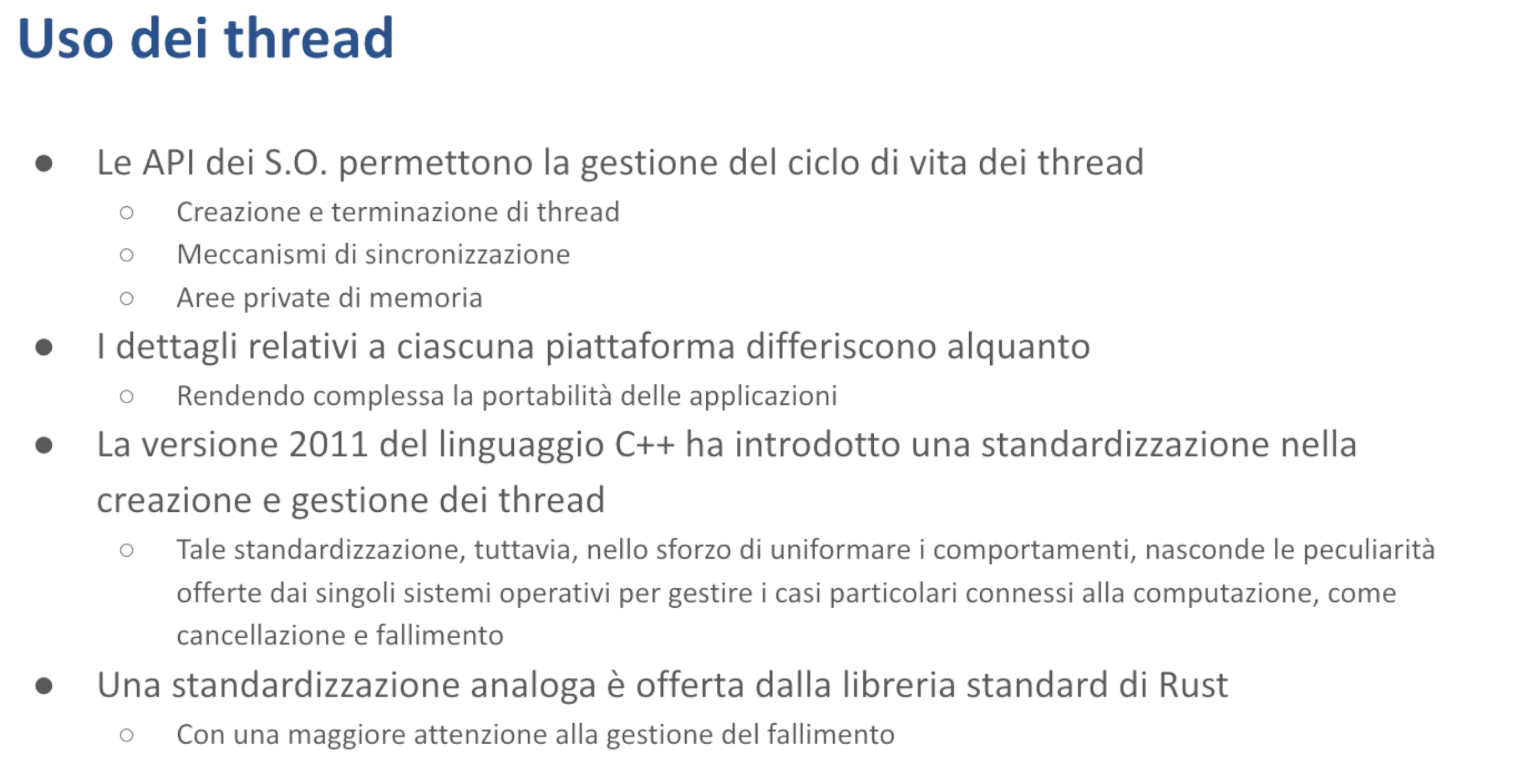 Uso dei thread
● Le API dei S.O. permettono la gestione del ciclo di vita dei thread
○ Creazione e terminazione di thread
○ Meccanismi di sincronizzazione
○ Aree private di memoria
● I dettagli relativi a ciascuna piattaforma differiscono alquanto
○ Rendendo complessa la portabilità delle applicazioni
● La versione 2011 del linguaggio C++ ha introdotto una standardizzazione nella
creazione e gestione dei thread
○ Tale standardizzazione, tuttavia, nello sforzo di uniformare i comportamenti, nasconde le peculiarità
offerte dai singoli sistemi operativi per gestire i casi particolari connessi alla computazione, come
cancellazione e fallimento
● Una standardizzazione analoga è offerta dalla libreria standard di Rust
○ Con una maggiore attenzione alla gestione del fallimento